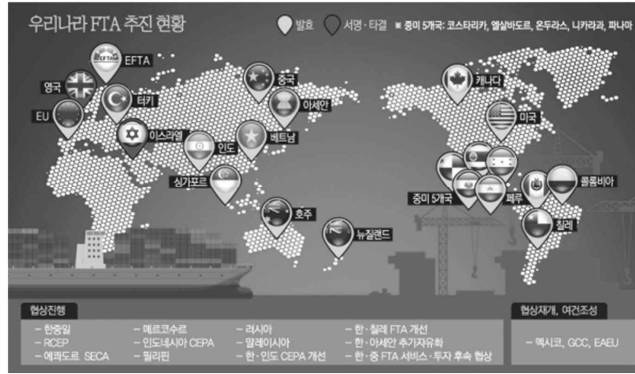 우리나라 FTA 추진 현황
발효
서명·타결
※ 중미 5개국: 코스타리카, 엘살바도르, 온두라스, 니카라과, 파나마
EFTA
영국
터키
EU
이스라엘
중국
아세안
인도
베트남
싱가포르
호주
뉴질랜드
캐나다
미국
중미 5개국
페루
콜롬비아
칠레
협상진행
- 한중일
- RCEP
- 에콰도르 SECA
- 메르코수르
- 인도네시아 CEPA
- 필리핀
- 러시아
- 말레이시아
- 한·인도 CEPA 개선
- 한·칠레 FTA 개선
- 한·아세안 추가자유화
- 한·중 FTA 서비스·투자 후속 협상
협상재개, 여건조성
- 멕시코, GCC, EAEU